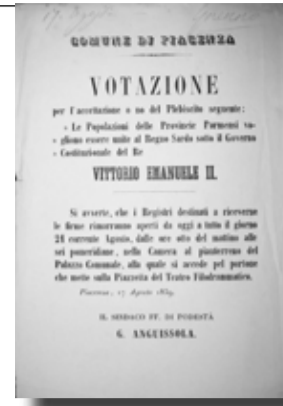 17. Agosto
COMUNE DI PIACENZA
VOTAZIONE
per l'accettazione o no del Plebiscito seguente:
« Le Popolazioni delle Provincie Parmensi vo-
« gliono essere unite al Regno Sardo sotto il Governo
« Costituzionale del Re
VITTORIO EMANUELE II.
Si avverte, che i Registri destinati a riceverne
le firme rimarranno aperti da oggi a tutto il giorno
21 corrente Agosto, dalle ore otto del mattino alle
sei pomeridiane, nella Camera al pianterreno del
Palazzo Comunale, alla quale si accede pel portone
che mette sulla Piazzetta del Teatro Filodrammatico.
Piacenza, 17 Agosto 1859.
IL SINDACO FF. DI PODESTÀ
G. ANGUISSOLA.